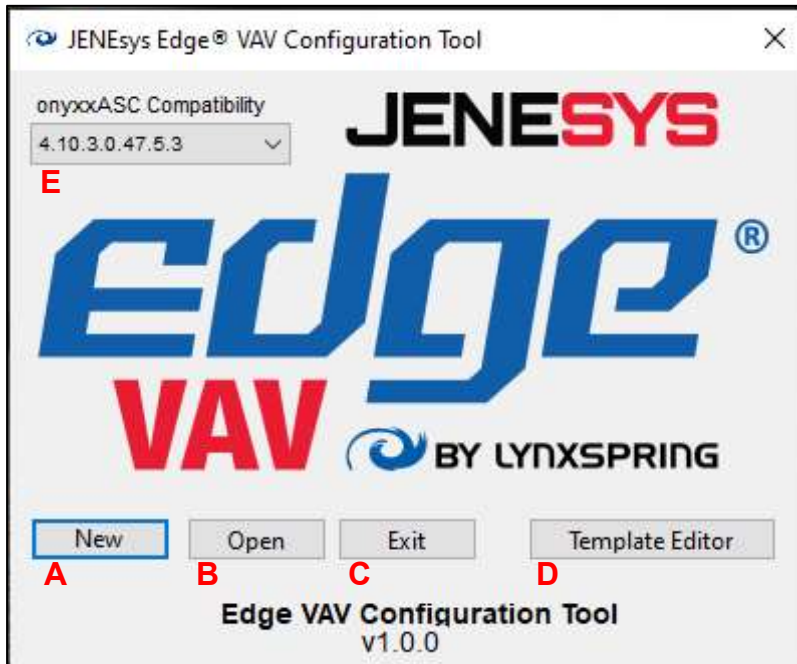 JENEsys Edge® VAV Configuration Tool
onyxxASC Compatibility
4.10.3.0.47.5.3
E
JENESYS
edge®
VAV
BY LYNXSPRING
New
Open
Exit
Template Editor
A
B
C
D
Edge VAV Configuration Tool
v1.0.0